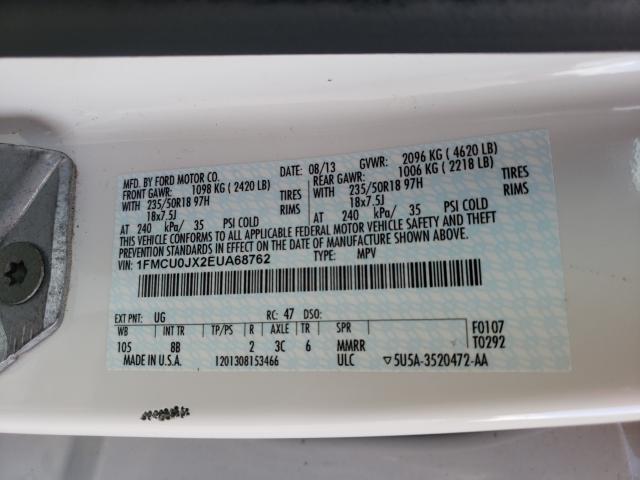 MFD. BY FORD MOTOR CO. DATE: 08/13 GVWR: 2096 KG ( 4620 LB)
FRONT GAWR: 1098 KG ( 2420 LB) REAR GAWR: 1006 KG ( 2218 LB)
WITH 235/50R18 97H TIRES WITH 235/50R18 97H TIRES
18x7.5J RIMS 18x7.5J RIMS
AT 240 kPa/ 35 PSI COLD AT 240 kPa/ 35 PSI COLD
THIS VEHICLE CONFORMS TO ALL APPLICABLE FEDERAL MOTOR VEHICLE SAFETY AND THEFT
PREVENTION STANDARDS IN EFFECT ON THE DATE OF MANUFACTURE SHOWN ABOVE.
VIN: 1FMCU0JX2EUA68762 TYPE: MPV
EXT PNT: UG RC: 47 DSO: F0107
WB INT TR TP/PS R AXLE TR SPR T0292
105 8B 2 3C 6 MMRR
MADE IN U.S.A. 1201308153466 ULC ▽5U5A-3520472-AA